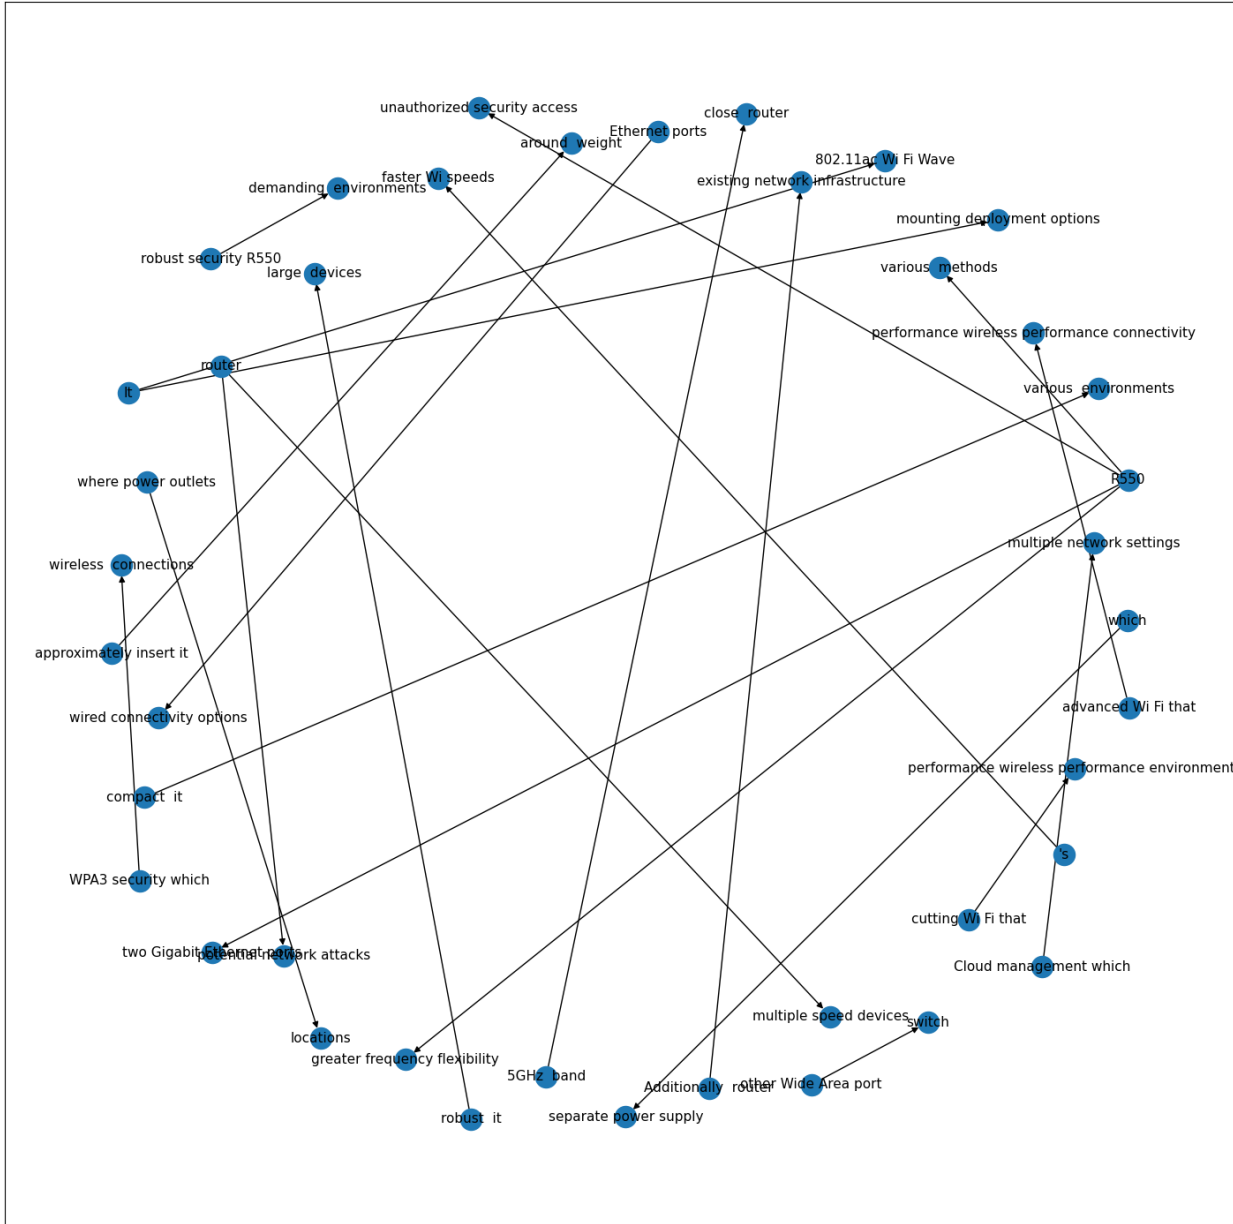 unauthorized security access
close  router
Ethernet ports
around  weight
802.11ac Wi Fi Wave
faster Wi speeds
existing network infrastructure
demanding  environments
mounting deployment options
robust security R550
various  methods
large  devices
performance wireless performance connectivity
router
various  environments
It
R550
where power outlets
multiple network settings
wireless  connections
which
approximately insert it
advanced Wi Fi that
wired connectivity options
performance wireless performance environment
compact  it
's
WPA3 security which
cutting Wi Fi that
two Gigabit Ethernet ports
potential network attacks
Cloud management which
multiple speed devices
switch
locations
greater frequency flexibility
5GHz  band
other Wide Area port
Additionally  router
separate power supply
robust  it